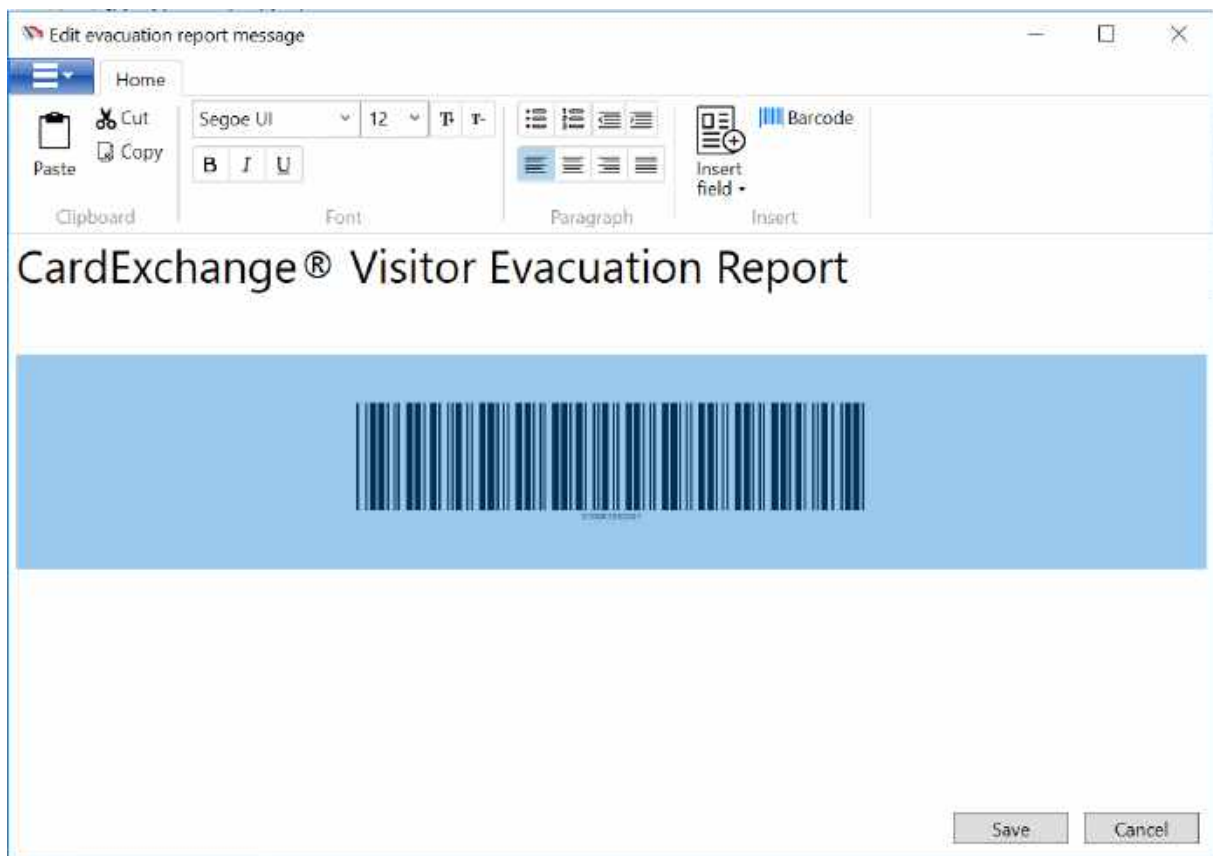 Edit evacuation report message
Home
Paste
Cut
Copy
Clipboard
Segoe UI
12
B I U
Font
Paragraph
Insert field
Barcode
Insert
CardExchange® Visitor Evacuation Report
Save
Cancel